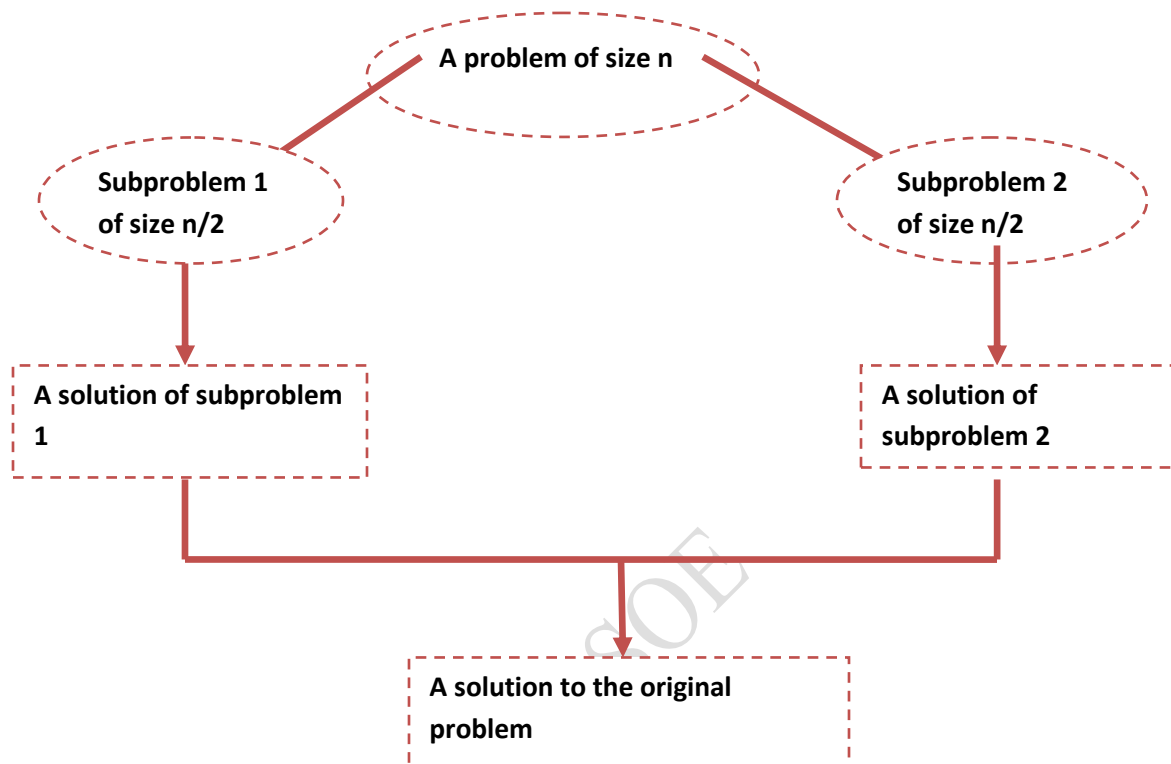 A problem of size n
Subproblem 1
of size n/2
Subproblem 2
of size n/2
A solution of subproblem
1
A solution of
subproblem 2
SOE
A solution to the original
problem